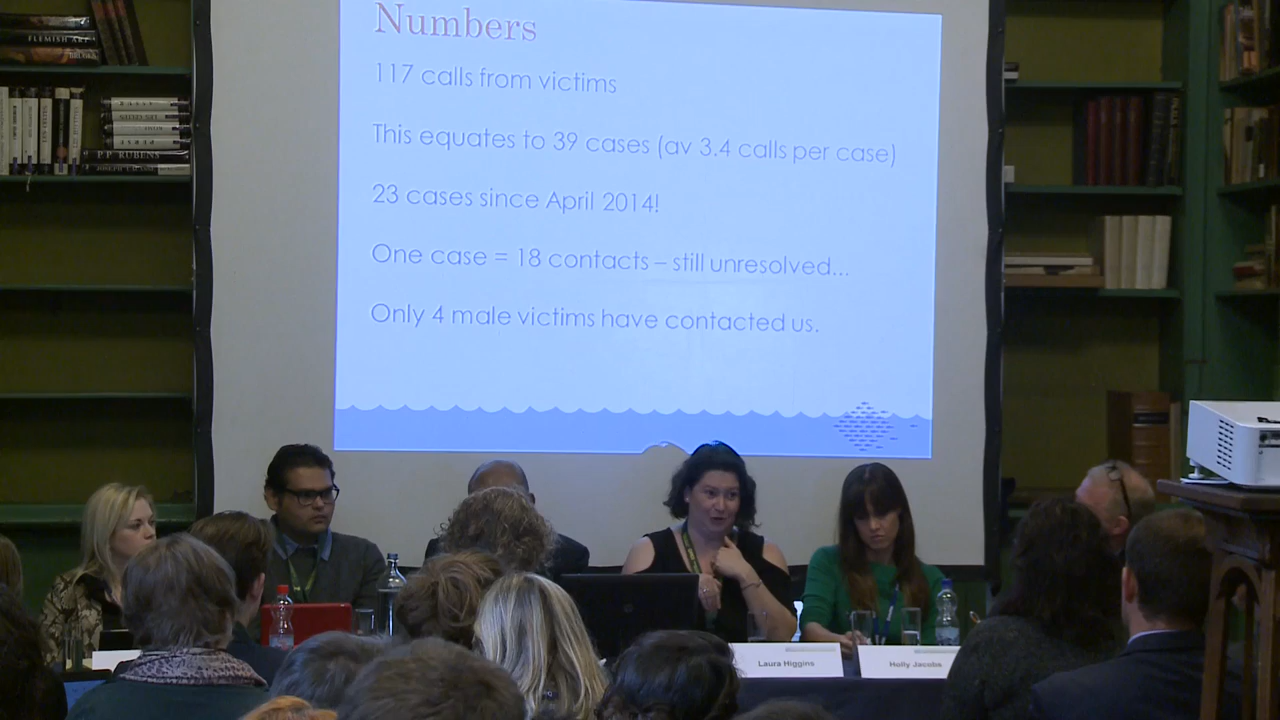 Numbers
117 calls from victims
This equates to 39 cases (av 3.4 calls per case)
23 cases since April 2014!
One case = 18 contacts – still unresolved...
Only 4 male victims have contacted us.
FLEMISH ART
BRUGES
P.P. RUBENS
Laura Higgins
Holly Jacobs